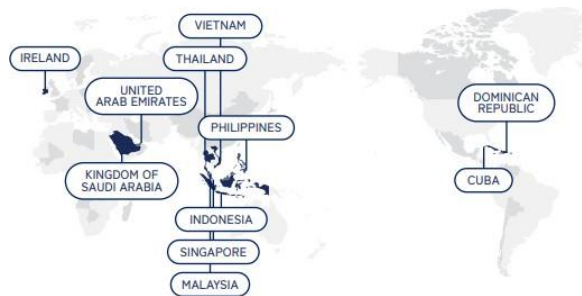 VIETNAM
IRELAND
THAILAND
UNITED
ARAB EMIRATES
DOMINICAN
REPUBLIC
PHILIPPINES
KINGDOM OF
SAUDI ARABIA
CUBA
INDONESIA
SINGAPORE
MALAYSIA